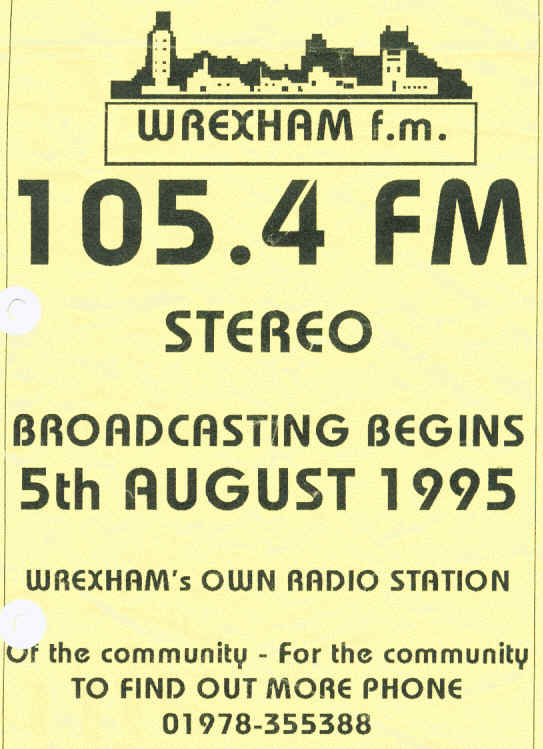 WREXHAM f.m.
105.4 FM
STEREO
BROADCASTING BEGINS
5th AUGUST 1995
WREXHAM's OWN RADIO STATION
Of the community - For the community
TO FIND OUT MORE PHONE
01978-355388